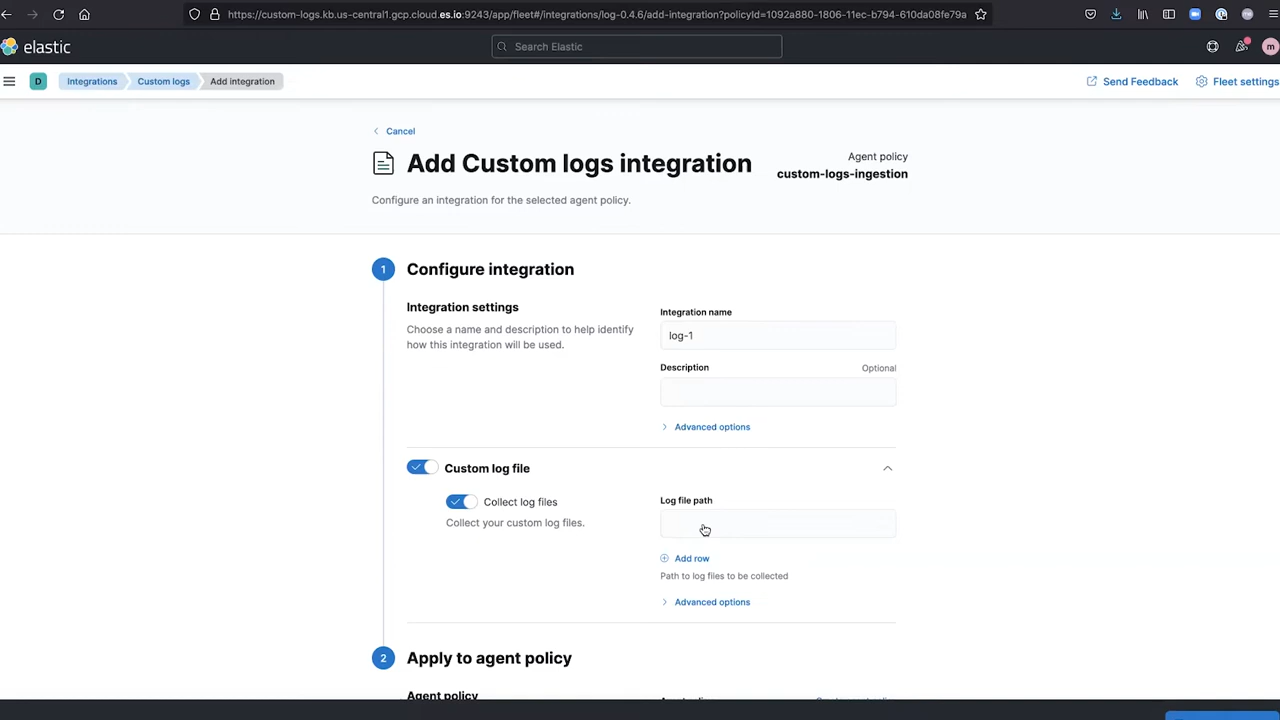 https://custom-logs.kb.us-central1.gcp.cloud.es.io:9243/app/fleet#/integrations/log-0.4.6/add-integration?policyId=1092a880-1806-11ec-b794-610da08fe79a
elastic
Search Elastic
m
D
Integrations
Custom logs
Add integration
Send Feedback
Fleet settings
Cancel
Add Custom logs integration
Agent policy
custom-logs-ingestion
Configure an integration for the selected agent policy.
1
Configure integration
Integration settings
Choose a name and description to help identify
how this integration will be used.
Integration name
log-1
Description
Optional
Advanced options
Custom log file
Collect log files
Collect your custom log files.
Log file path
Add row
Path to log files to be collected
Advanced options
2
Apply to agent policy
Agent policy